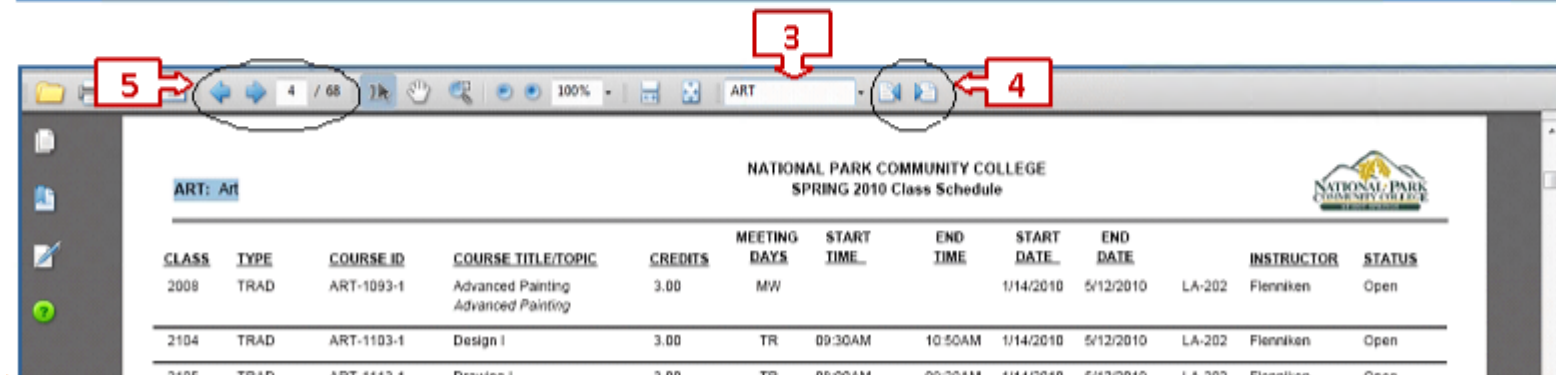 3
5
4 / 68
100%
ART
4
NATIONAL PARK COMMUNITY COLLEGE
SPRING 2010 Class Schedule
ART: Art
NATIONAL PARK
COMMUNITY COLLEGE
MEETING START END START END
CLASS TYPE COURSE ID COURSE TITLE/TOPIC CREDITS DAYS TIME TIME DATE DATE INSTRUCTOR STATUS
2008 TRAD ART-1093-1 Advanced Painting 3.00 MW 1/14/2010 5/12/2010 LA-202 Flenniken Open
Advanced Painting
2104 TRAD ART-1103-1 Design I 3.00 TR 09:30AM 10:50AM 1/14/2010 5/12/2010 LA-202 Flenniken Open